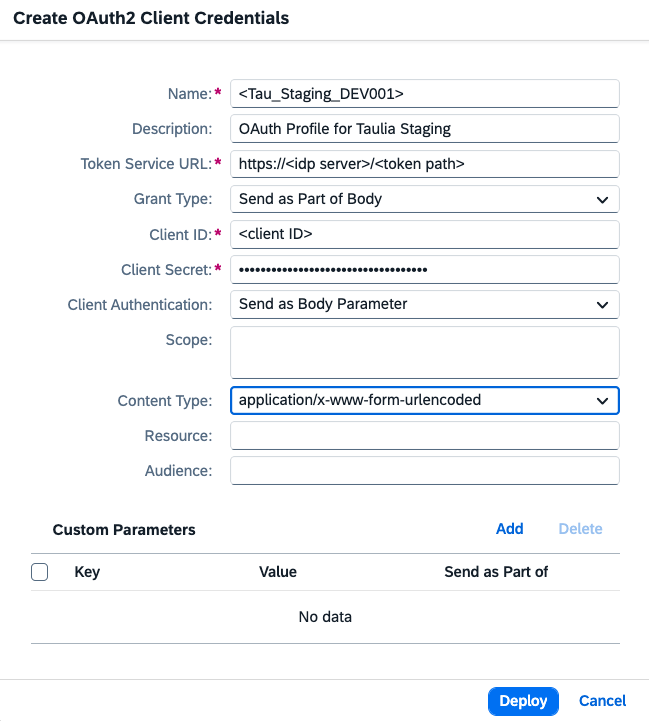 Create OAuth2 Client Credentials
Name:* <Tau_Staging_DEV001>
Description: OAuth Profile for Taulia Staging
Token Service URL:* https://<idp server>/<token path>
Grant Type: Send as Part of Body
Client ID:* <client ID>
Client Secret:* •••••••••••••••••••••••••••••••••••
Client Authentication: Send as Body Parameter
Scope:
Content Type: application/x-www-form-urlencoded
Resource:
Audience:
Custom Parameters Add Delete
Key Value Send as Part of
No data
Deploy Cancel